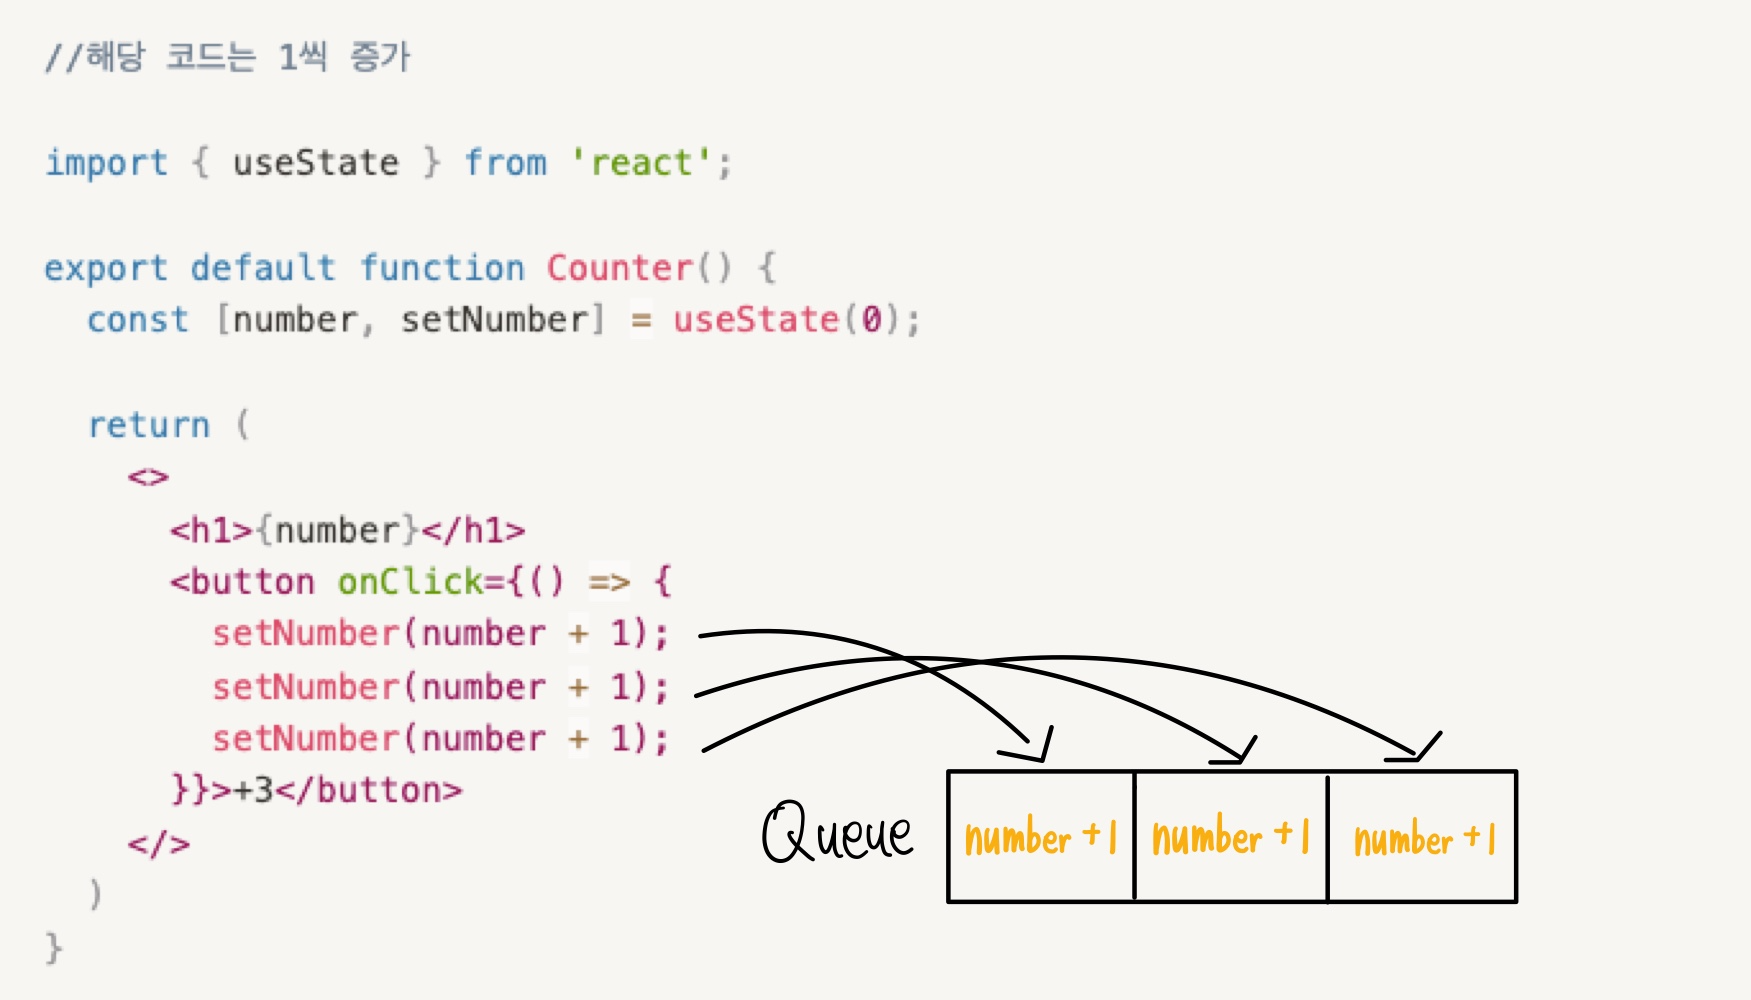 //해당 코드는 1씩 증가
import { useState } from 'react';
export default function Counter() {
  const [number, setNumber] = useState(0);
  return (
    <>
      <h1>{number}</h1>
      <button onClick={() => {
        setNumber(number + 1);
        setNumber(number + 1);
        setNumber(number + 1);
      }}>+3</button>
    </>
  )
}
Queue
number +1
number +1
number +1